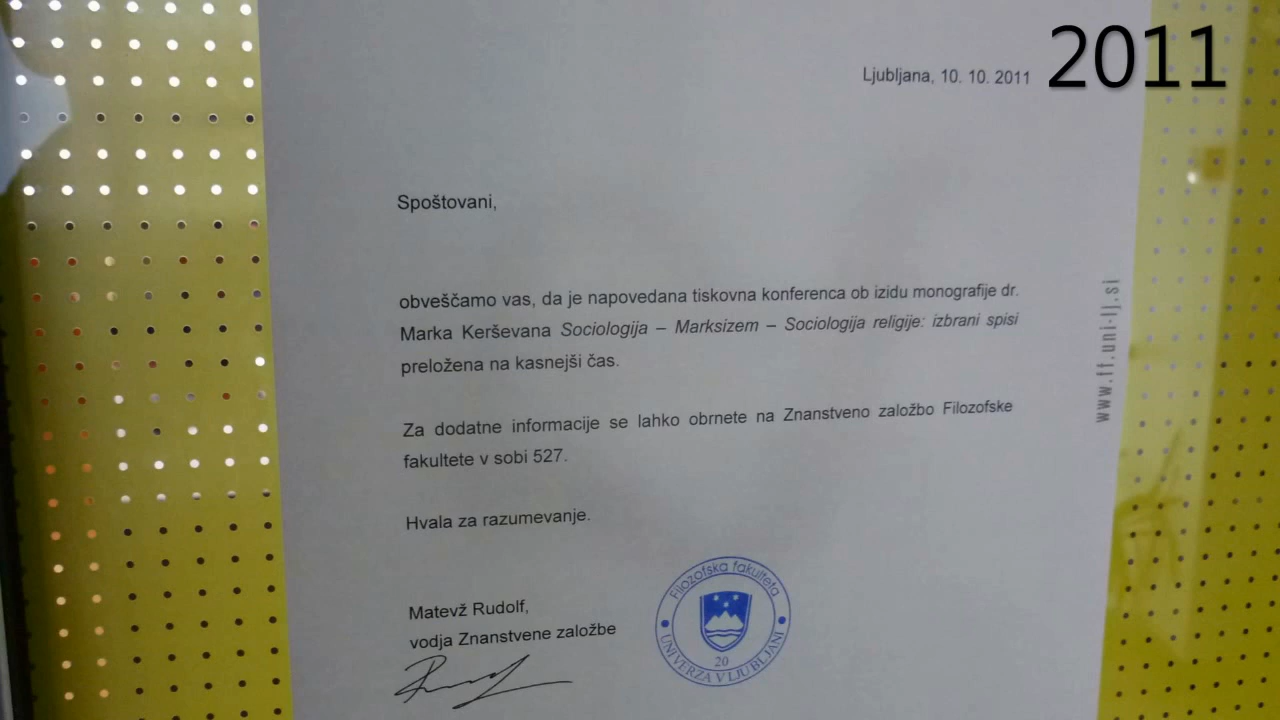 2011
Ljubljana, 10. 10. 2011
Spoštovani,
obveščamo vas, da je napovedana tiskovna konferenca ob izidu monografije dr.
Marka Kerševana Sociologija – Marksizem – Sociologija religije: izbrani spisi
preložena na kasnejši čas.
Za dodatne informacije se lahko obrnete na Znanstveno založbo Filozofske
fakultete v sobi 527.
Hvala za razumevanje.
Matevž Rudolf,
vodja Znanstvene založbe
Filozofska fakulteta
20
UNIVERZA V LJUBLJANI
www.ff.uni-lj.si